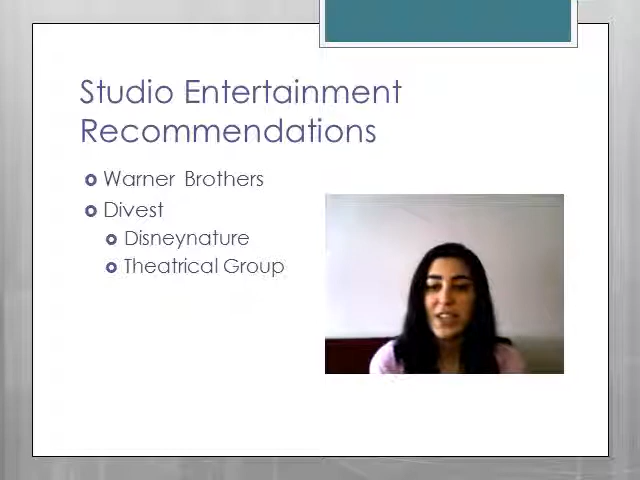 Studio Entertainment
Recommendations
Warner Brothers
Divest
Disneynature
Theatrical Group